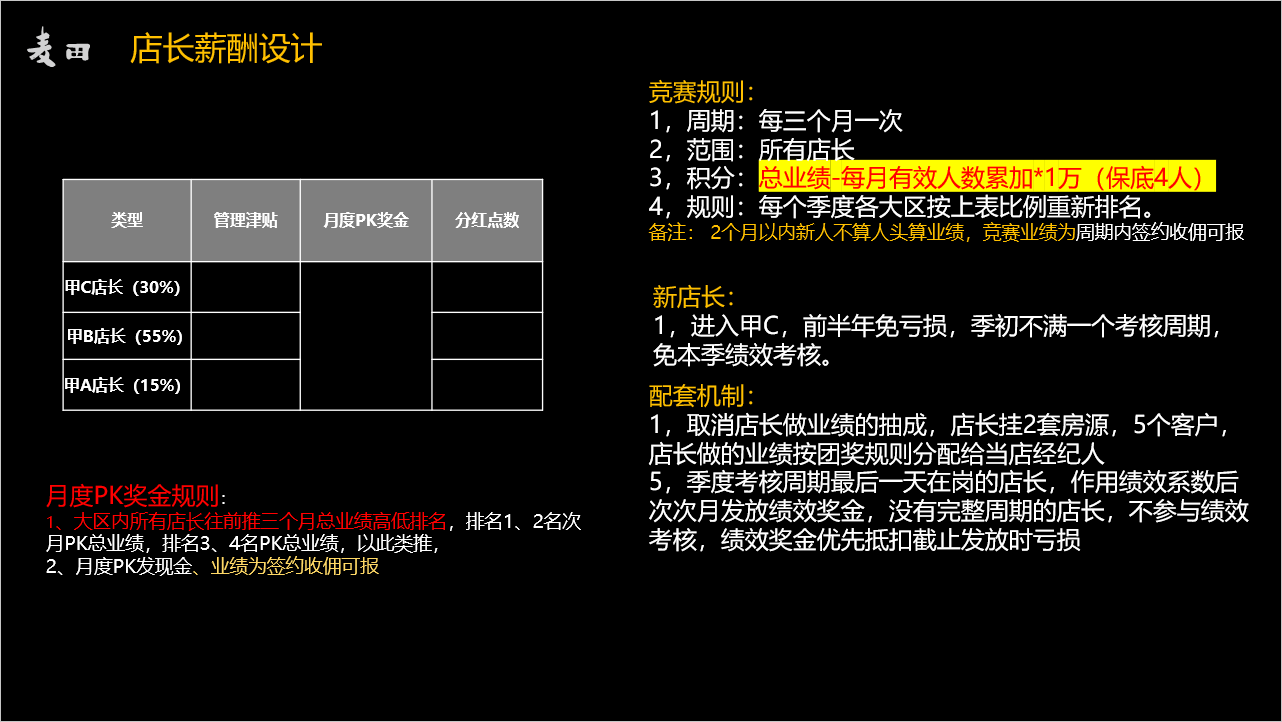 麦田
店长薪酬设计
类型 管理津贴 月度PK奖金 分红点数
甲C店长（30%）
甲B店长（55%）
甲A店长（15%）
月度PK奖金规则：
1、大区内所有店长往前推三个月总业绩高低排名，排名1、2名次
月PK总业绩，排名3、4名PK总业绩，以此类推，
2、月度PK发现金、业绩为签约收佣可报
竞赛规则：
1，周期：每三个月一次
2，范围：所有店长
3，积分：总业绩-每月有效人数累加*1万（保底4人）
4，规则：每个季度各大区按上表比例重新排名。
备注： 2个月以内新人不算人头算业绩，竞赛业绩为周期内签约收佣可报
新店长：
1，进入甲C，前半年免亏损，季初不满一个考核周期，
免本季绩效考核。
配套机制：
1，取消店长做业绩的抽成，店长挂2套房源，5个客户，
店长做的业绩按团奖规则分配给当店经纪人
5，季度考核周期最后一天在岗的店长，作用绩效系数后
次次月发放绩效奖金，没有完整周期的店长，不参与绩效
考核，绩效奖金优先抵扣截止发放时亏损